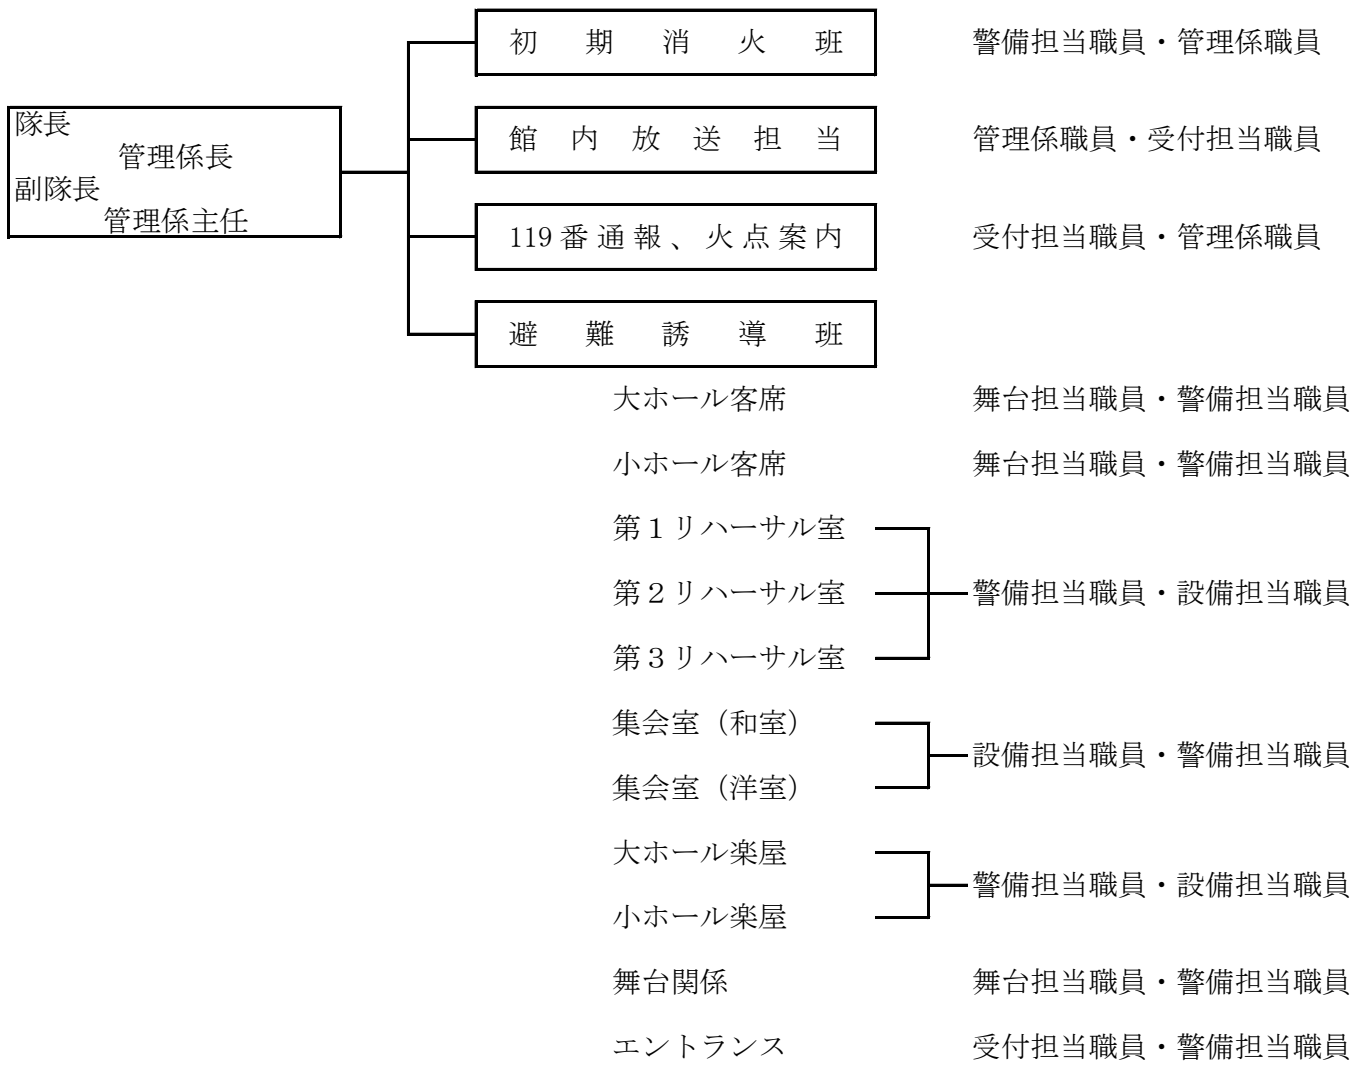 初期消火班 警備担当職員・管理係職員
隊長
管理係長
副隊長
管理係主任
館内放送担当 管理係職員・受付担当職員
119番通報、火点案内 受付担当職員・管理係職員
避難誘導班
大ホール客席 舞台担当職員・警備担当職員
小ホール客席 舞台担当職員・警備担当職員
第１リハーサル室
第２リハーサル室 警備担当職員・設備担当職員
第３リハーサル室
集会室（和室）
設備担当職員・警備担当職員
集会室（洋室）
大ホール楽屋
警備担当職員・設備担当職員
小ホール楽屋
舞台関係 舞台担当職員・警備担当職員
エントランス 受付担当職員・警備担当職員